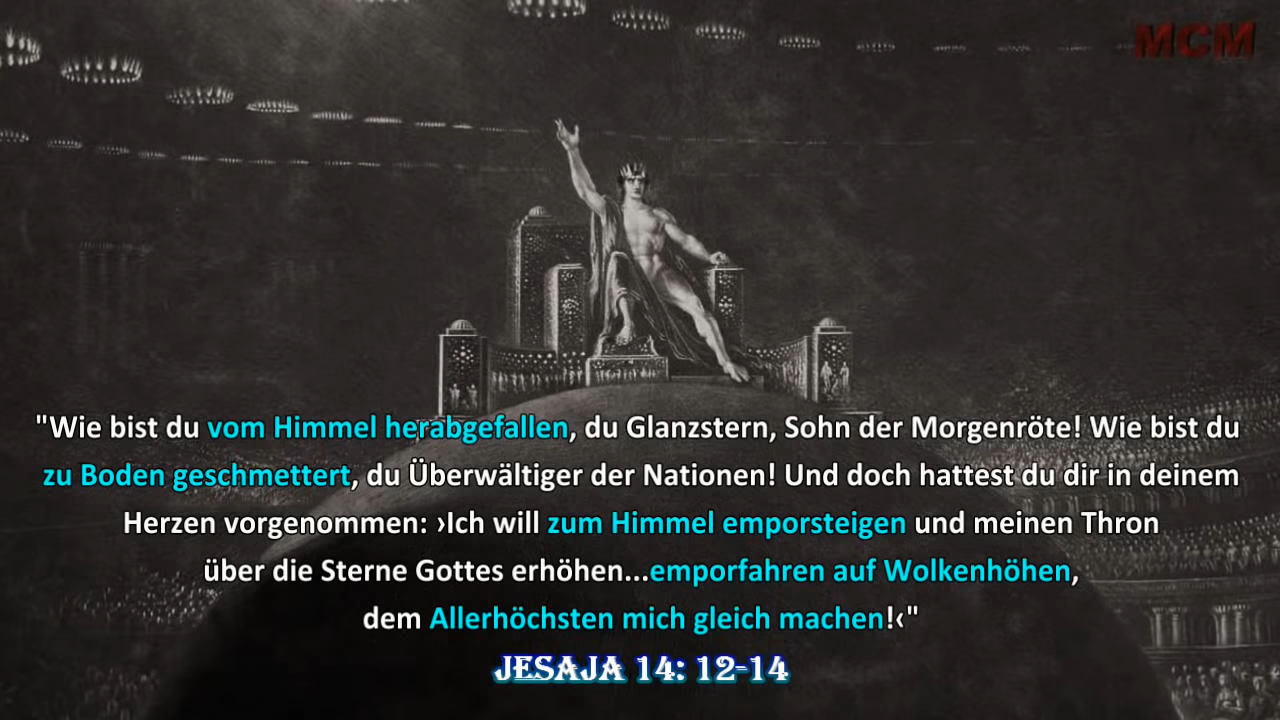 MCM
"Wie bist du vom Himmel herabgefallen, du Glanzstern, Sohn der Morgenröte! Wie bist du
zu Boden geschmettert, du Überwältiger der Nationen! Und doch hattest du dir in deinem
Herzen vorgenommen: ›Ich will zum Himmel emporsteigen und meinen Thron
über die Sterne Gottes erhöhen...emporfahren auf Wolkenhöhen,
dem Allerhöchsten mich gleich machen!‹"
JESAJA 14: 12-14